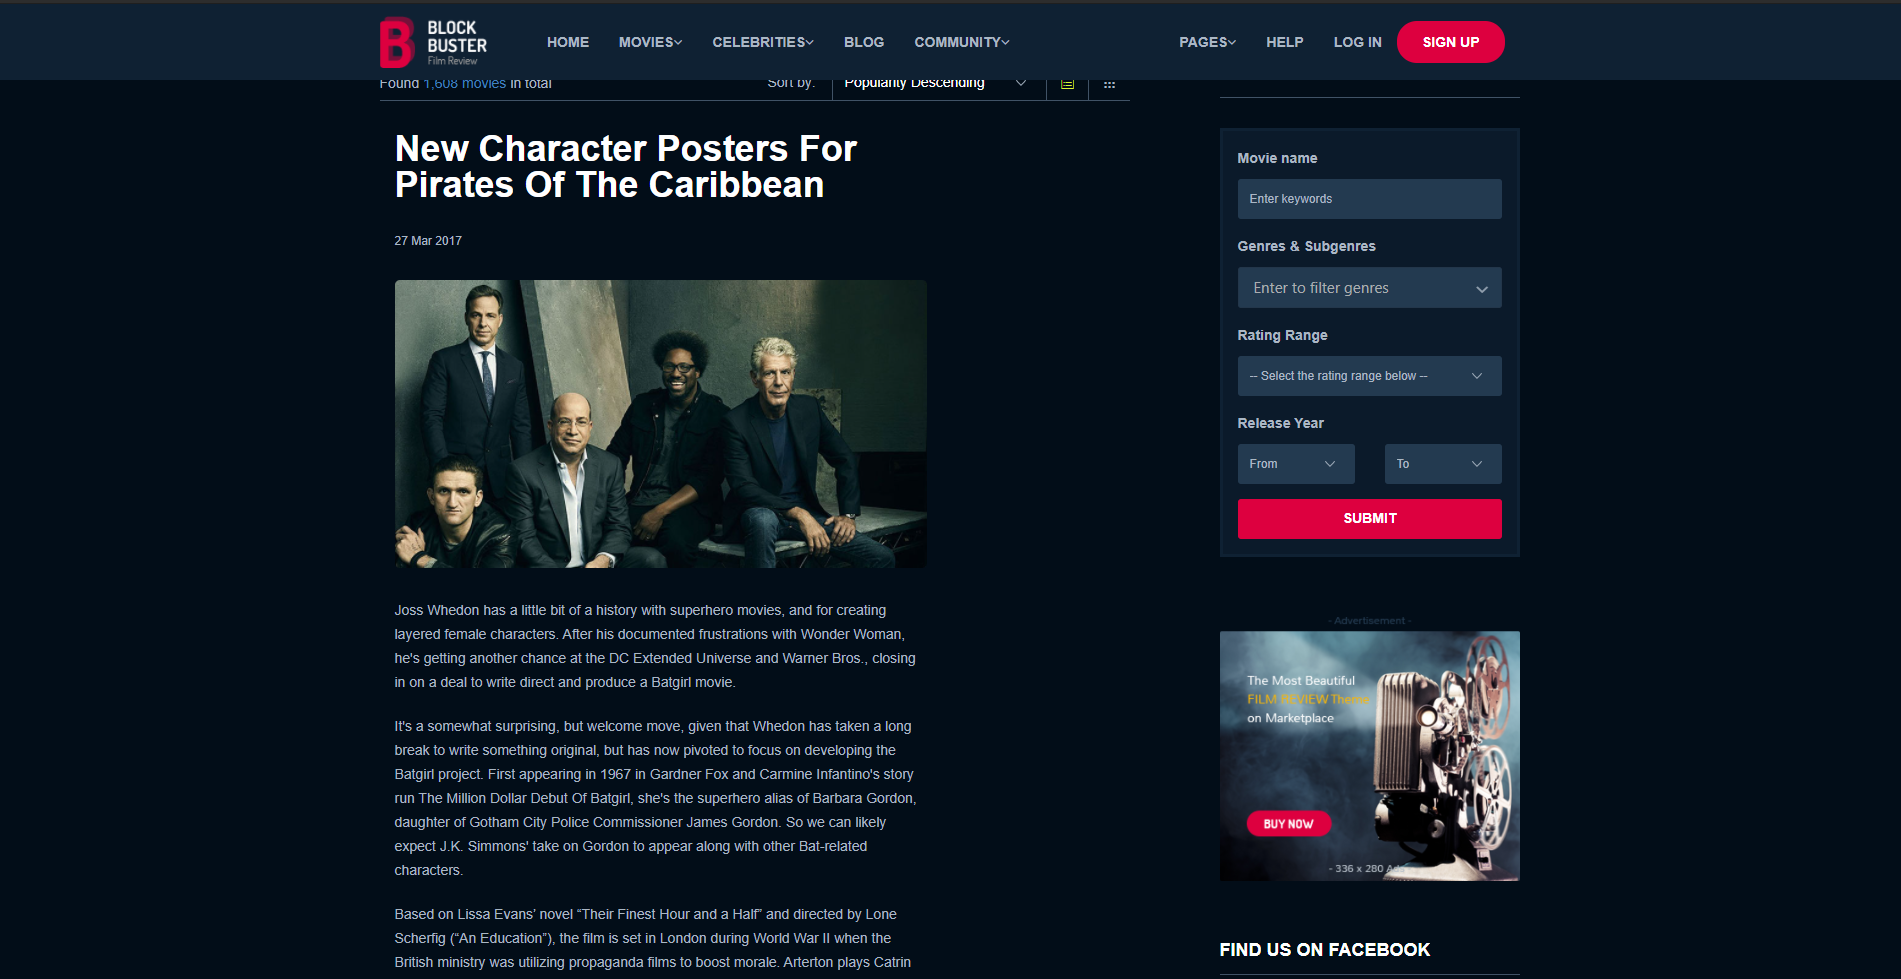 BLOCK
BUSTER
Film Review
HOME MOVIES CELEBRITIES BLOG COMMUNITY PAGES HELP LOG IN SIGN UP
Found 1,608 movies in total
Sort by: Popularity Descending
New Character Posters For
Pirates Of The Caribbean
27 Mar 2017
Joss Whedon has a little bit of a history with superhero movies, and for creating
layered female characters. After his documented frustrations with Wonder Woman,
he's getting another chance at the DC Extended Universe and Warner Bros., closing
in on a deal to write direct and produce a Batgirl movie.
It's a somewhat surprising, but welcome move, given that Whedon has taken a long
break to write something original, but has now pivoted to focus on developing the
Batgirl project. First appearing in 1967 in Gardner Fox and Carmine Infantino's story
run The Million Dollar Debut Of Batgirl, she's the superhero alias of Barbara Gordon,
daughter of Gotham City Police Commissioner James Gordon. So we can likely
expect J.K. Simmons' take on Gordon to appear along with other Bat-related
characters.
Based on Lissa Evans’ novel “Their Finest Hour and a Half” and directed by Lone
Scherfig (“An Education”), the film is set in London during World War II when the
British ministry was utilizing propaganda films to boost morale. Arterton plays Catrin
Movie name
Enter keywords
Genres & Subgenres
Enter to filter genres
Rating Range
-- Select the rating range below --
Release Year
From To
SUBMIT
- Advertisement -
The Most Beautiful
FILM REVIEW Theme
on Marketplace
BUY NOW
- 336 x 280 Ads -
FIND US ON FACEBOOK